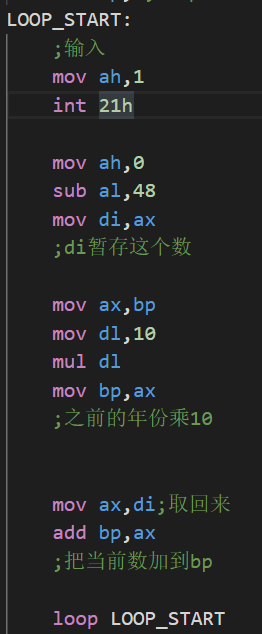 LOOP_START:
;输入
mov ah,1
int 21h
mov ah,0
sub al,48
mov di,ax
;di暂存这个数
mov ax,bp
mov dl,10
mul dl
mov bp,ax
;之前的年份乘10
mov ax,di;取回来
add bp,ax
;把当前数加到bp
loop LOOP_START